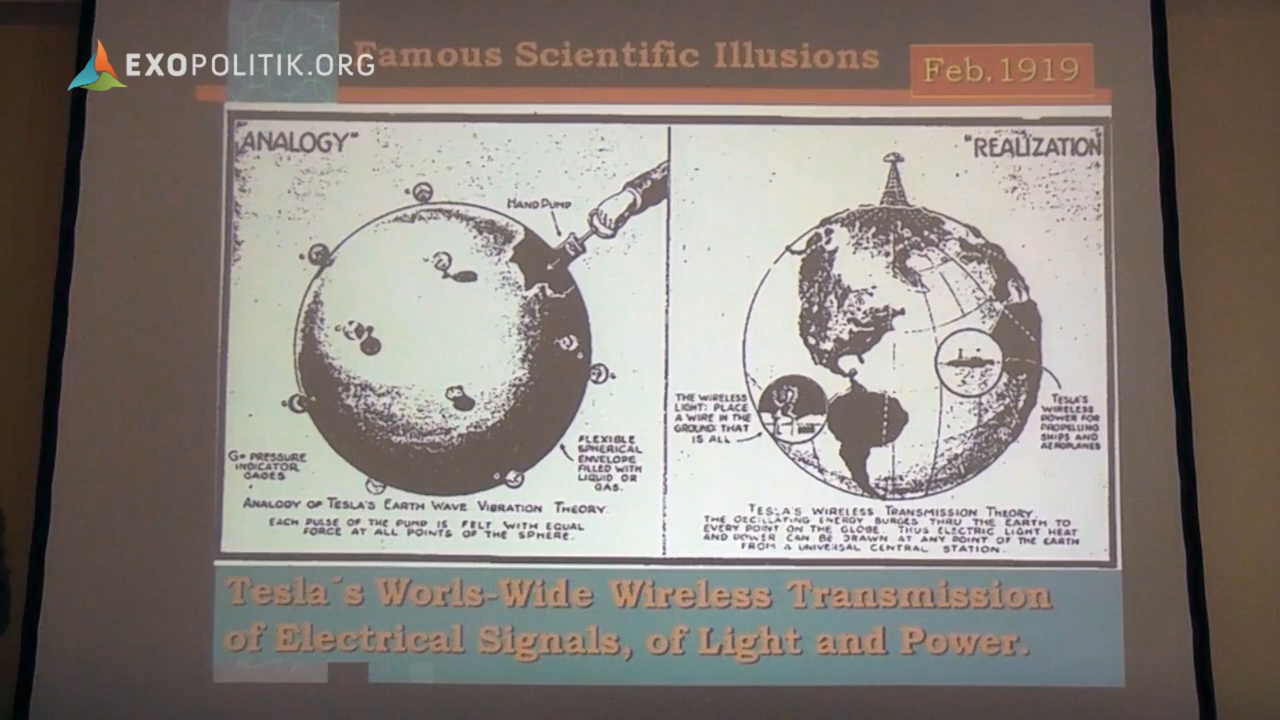 EXOPOLITIK.ORG
Famous Scientific Illusions
Feb. 1919
"ANALOGY"
HAND PUMP
G= PRESSURE
INDICATOR
GAGES
FLEXIBLE
SPHERICAL
ENVELOPE
FILLED WITH
LIQUID OR
GAS.
ANALOGY OF TESLA'S EARTH WAVE VIBRATION THEORY.
EACH PULSE OF THE PUMP IS FELT WITH EQUAL
FORCE AT ALL POINTS OF THE SPHERE.
"REALIZATION
THE WIRELESS
LIGHT: PLACE
A WIRE IN THE
GROUND: THAT
IS ALL
TESLA'S
WIRELESS
POWER FOR
PROPELLING
SHIPS AND
AEROPLANES
TESLA'S WIRELESS TRANSMISSION THEORY.
THE OSCILLATING ENERGY SURGES THRU THE EARTH TO
EVERY POINT ON THE GLOBE. THUS ELECTRIC LIGHT HEAT
AND POWER CAN BE DRAWN AT ANY POINT OF THE EARTH
FROM A UNIVERSAL CENTRAL STATION.
Tesla´s Worls-Wide Wireless Transmission
of Electrical Signals, of Light and Power.